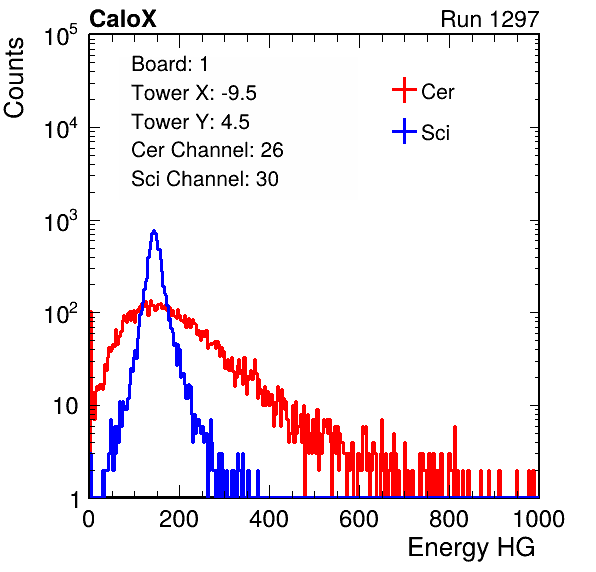 CaloX Run 1297
Board: 1
Tower X: -9.5
Tower Y: 4.5
Cer Channel: 26
Sci Channel: 30
Cer
Sci
Counts
10^5
10^4
10^3
10^2
10
1
0 200 400 600 800 1000
Energy HG